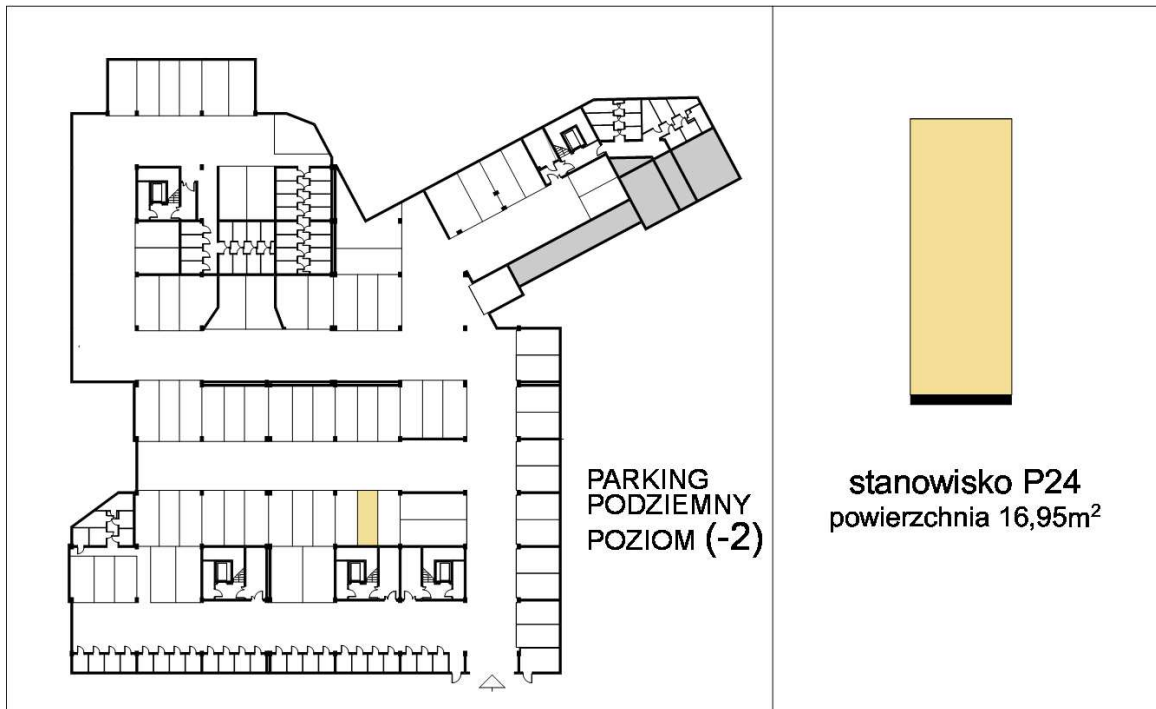 PARKING
PODZIEMNY
POZIOM (-2)
stanowisko P24
powierzchnia 16,95m²